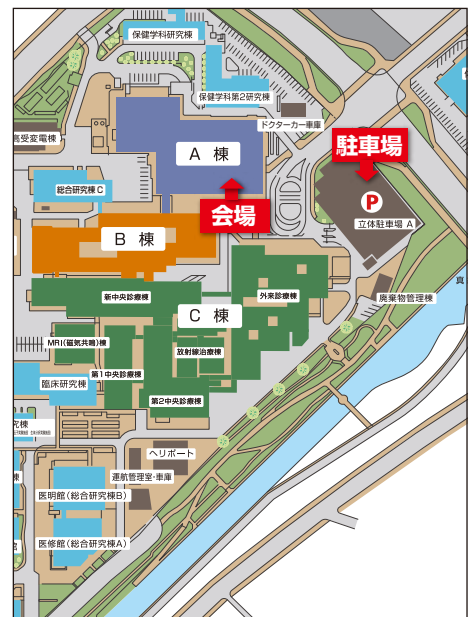 保健学科研究棟
保健学科第2研究棟
ドクターカー車庫
高受変電棟
A 棟
駐車場
総合研究棟 C
会場
P
立体駐車場 A
B 棟
外来診療棟
新中央診療棟
真
廃棄物管理棟
C 棟
MRI(磁気共鳴)棟
放射線治療棟
第1中央診療棟
臨床研究棟
第2中央診療棟
究棟
ヘリポート
運航管理室・車庫
棟
医明館(総合研究棟B)
医修館(総合研究棟A)
館